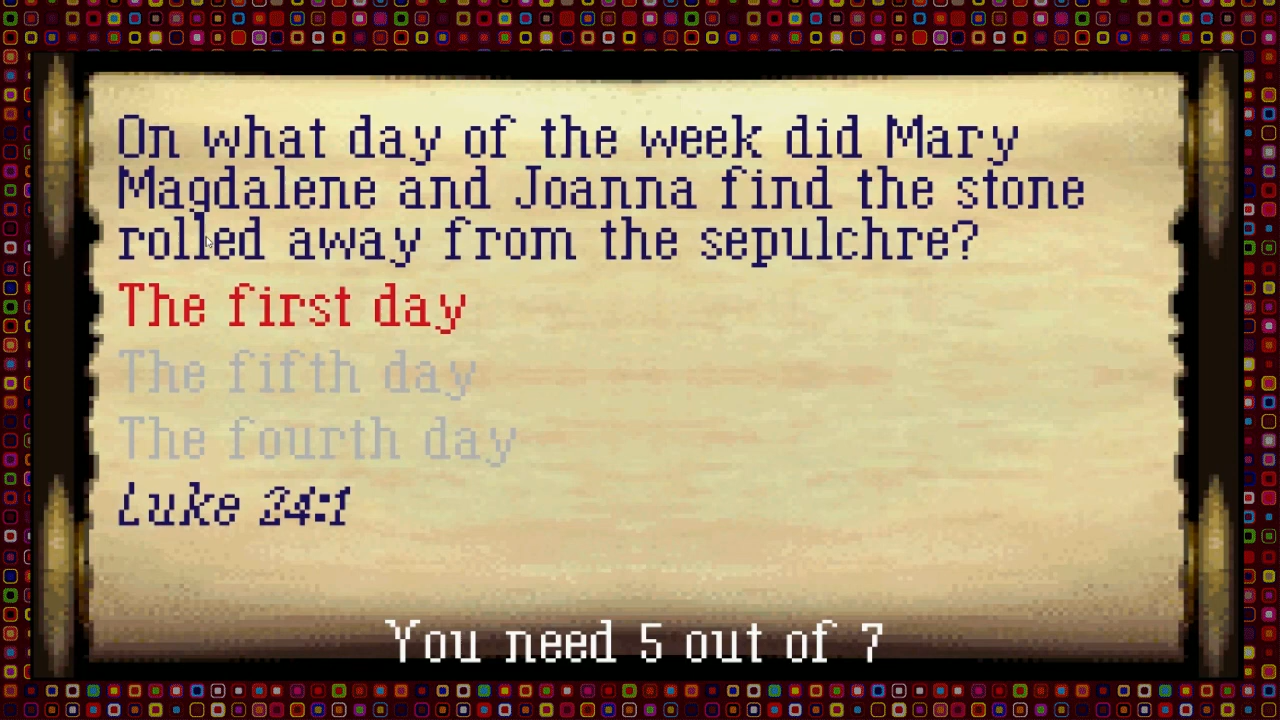 On what day of the week did Mary
Magdalene and Joanna find the stone
rolled away from the sepulchre?
The first day
The fifth day
The fourth day
Luke 24:1
You need 5 out of 7